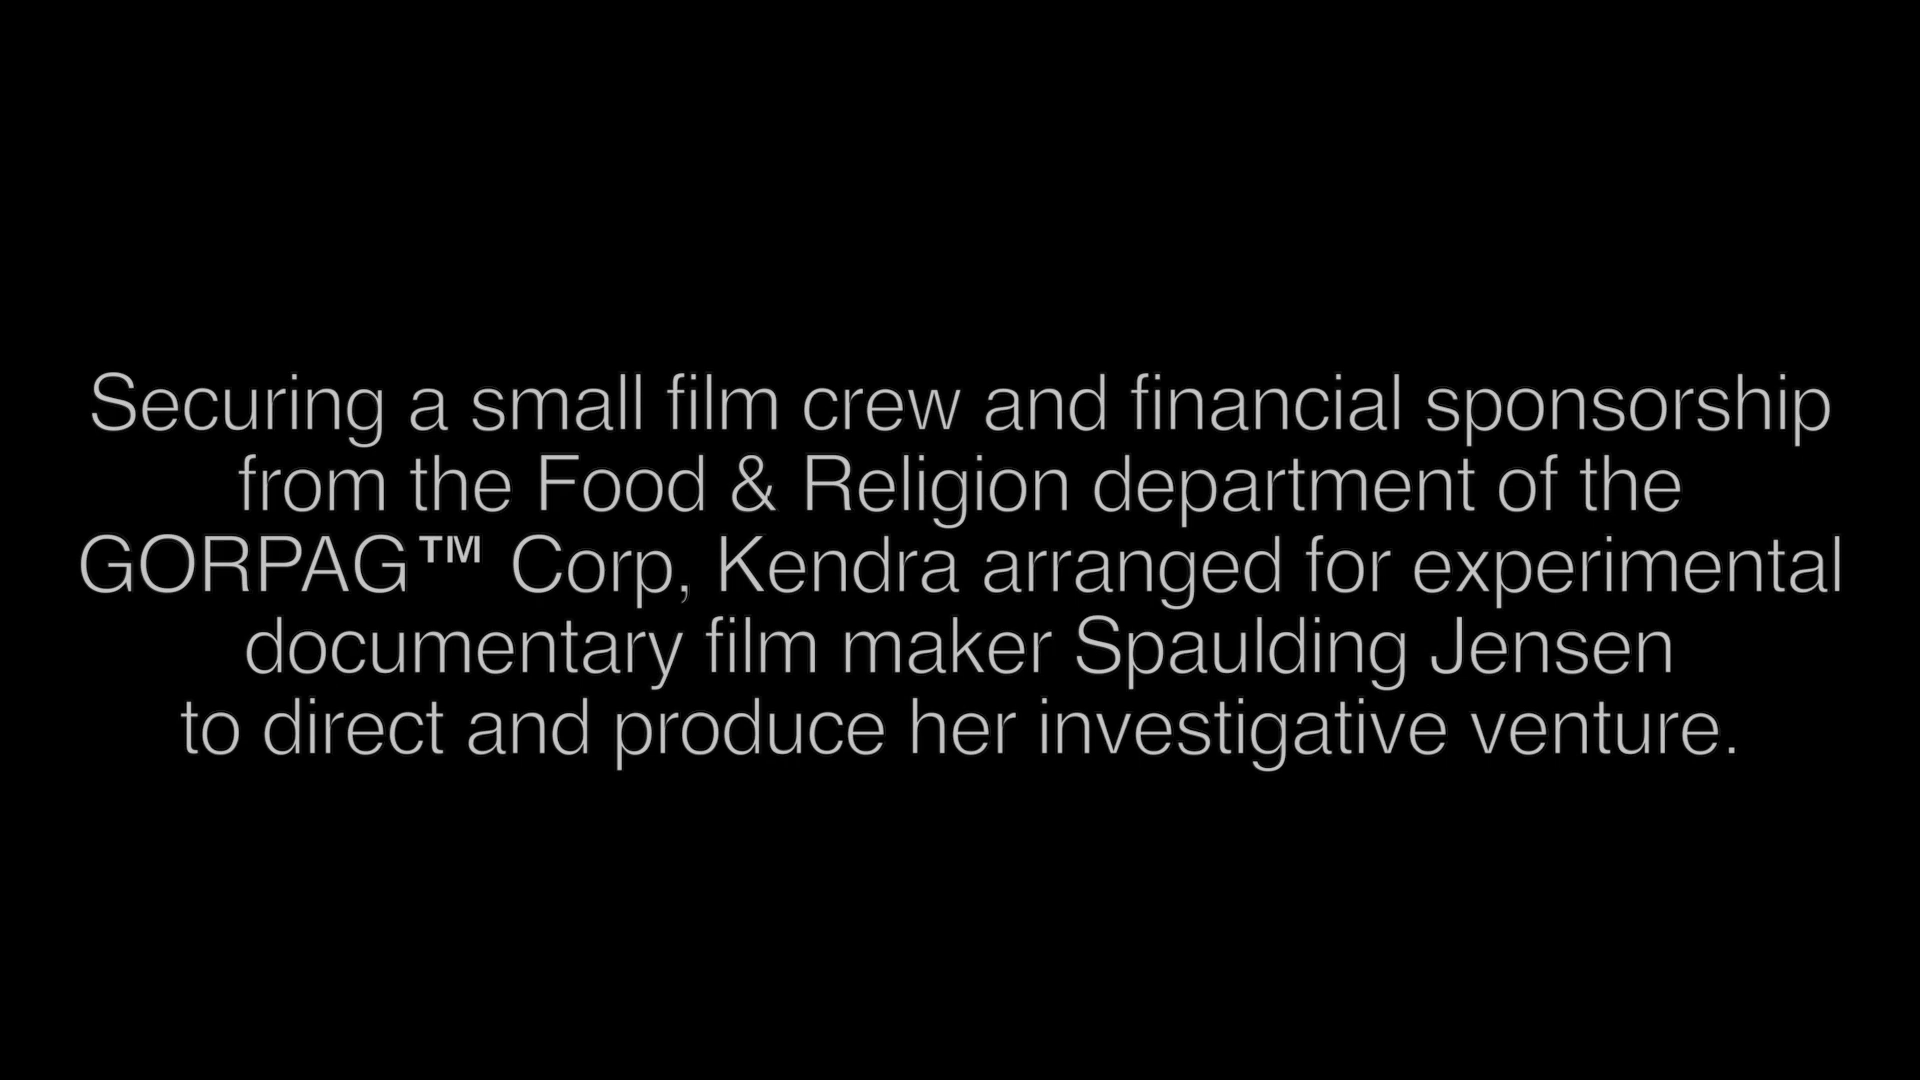 Securing a small film crew and financial sponsorship
from the Food & Religion department of the
GORPAG™ Corp, Kendra arranged for experimental
documentary film maker Spaulding Jensen
to direct and produce her investigative venture.